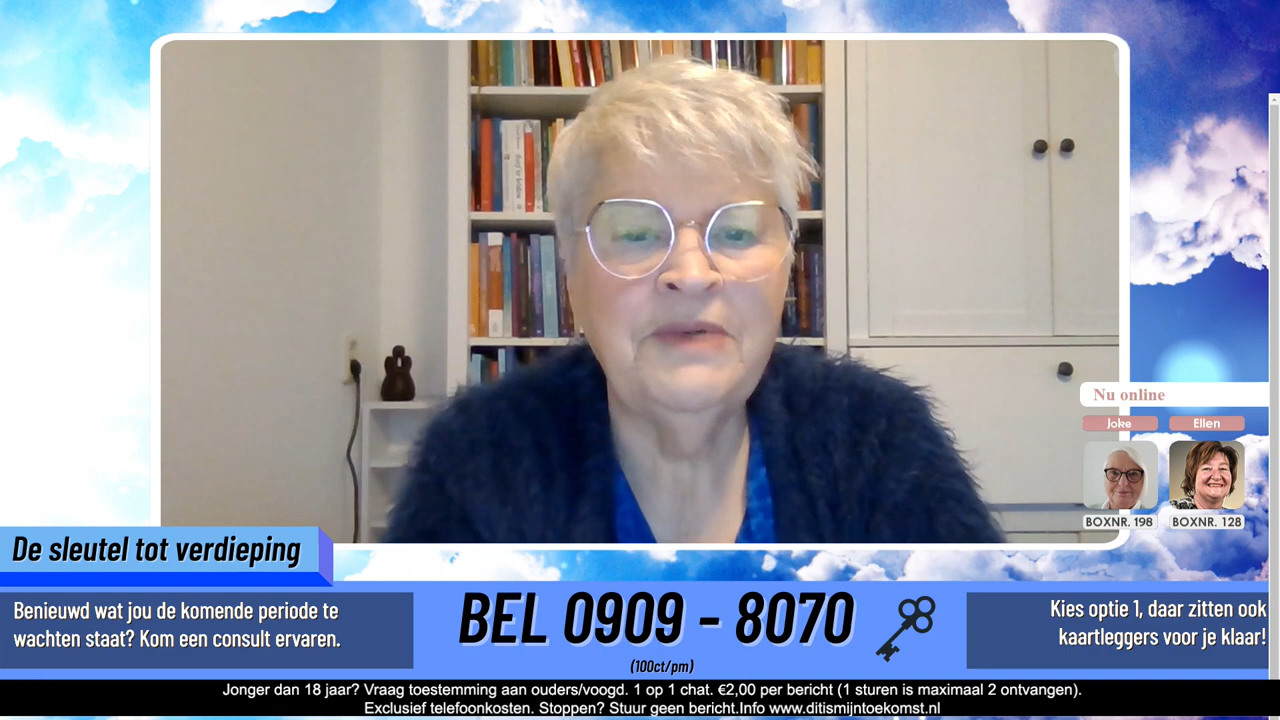 Nu online
Joke
Ellen
BOXNR. 198
BOXNR. 128
De sleutel tot verdieping
Benieuwd wat jou de komende periode te
wachten staat? Kom een consult ervaren.
BEL 0909 - 8070
(100ct/pm)
Kies optie 1, daar zitten ook
kaartleggers voor je klaar!
Jonger dan 18 jaar? Vraag toestemming aan ouders/voogd. 1 op 1 chat. €2,00 per bericht (1 sturen is maximaal 2 ontvangen).
Exclusief telefoonkosten. Stoppen? Stuur geen bericht.Info www.ditismijntoekomst.nl